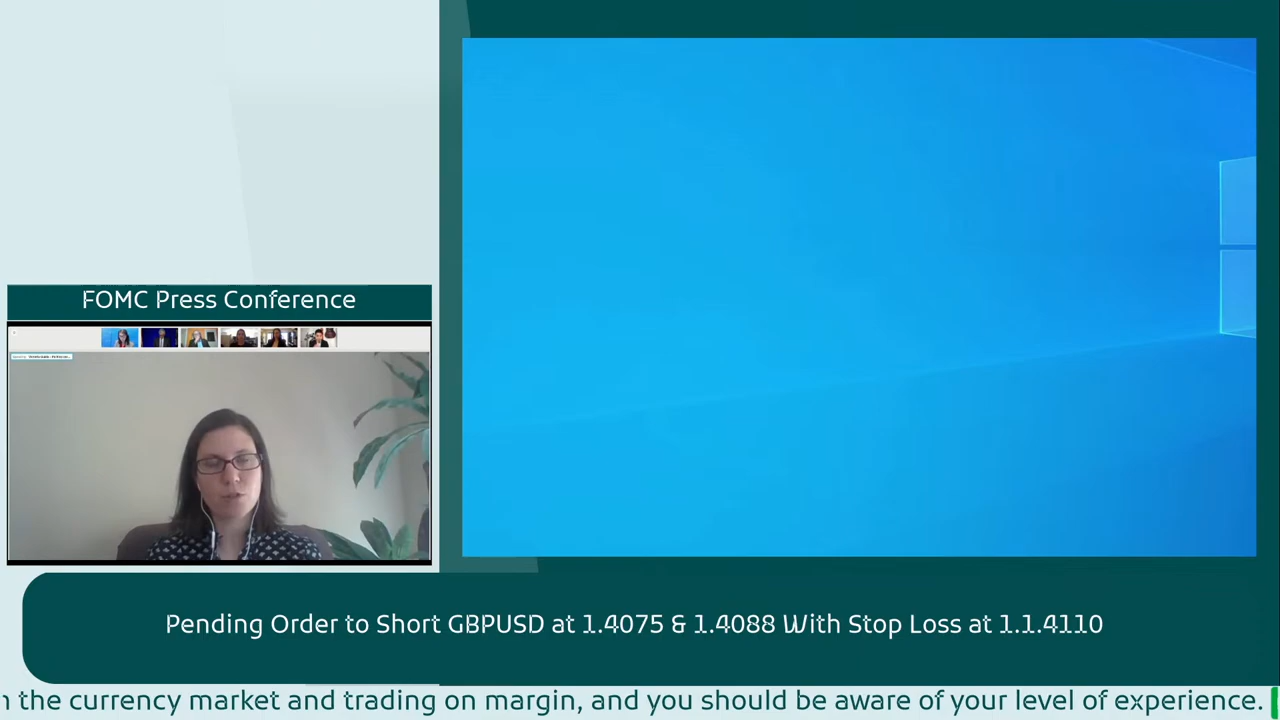 FOMC Press Conference
Pending Order to Short GBPUSD at 1.4075 & 1.4088 With Stop Loss at 1.1.4110
the currency market and trading on margin, and you should be aware of your level of experience.